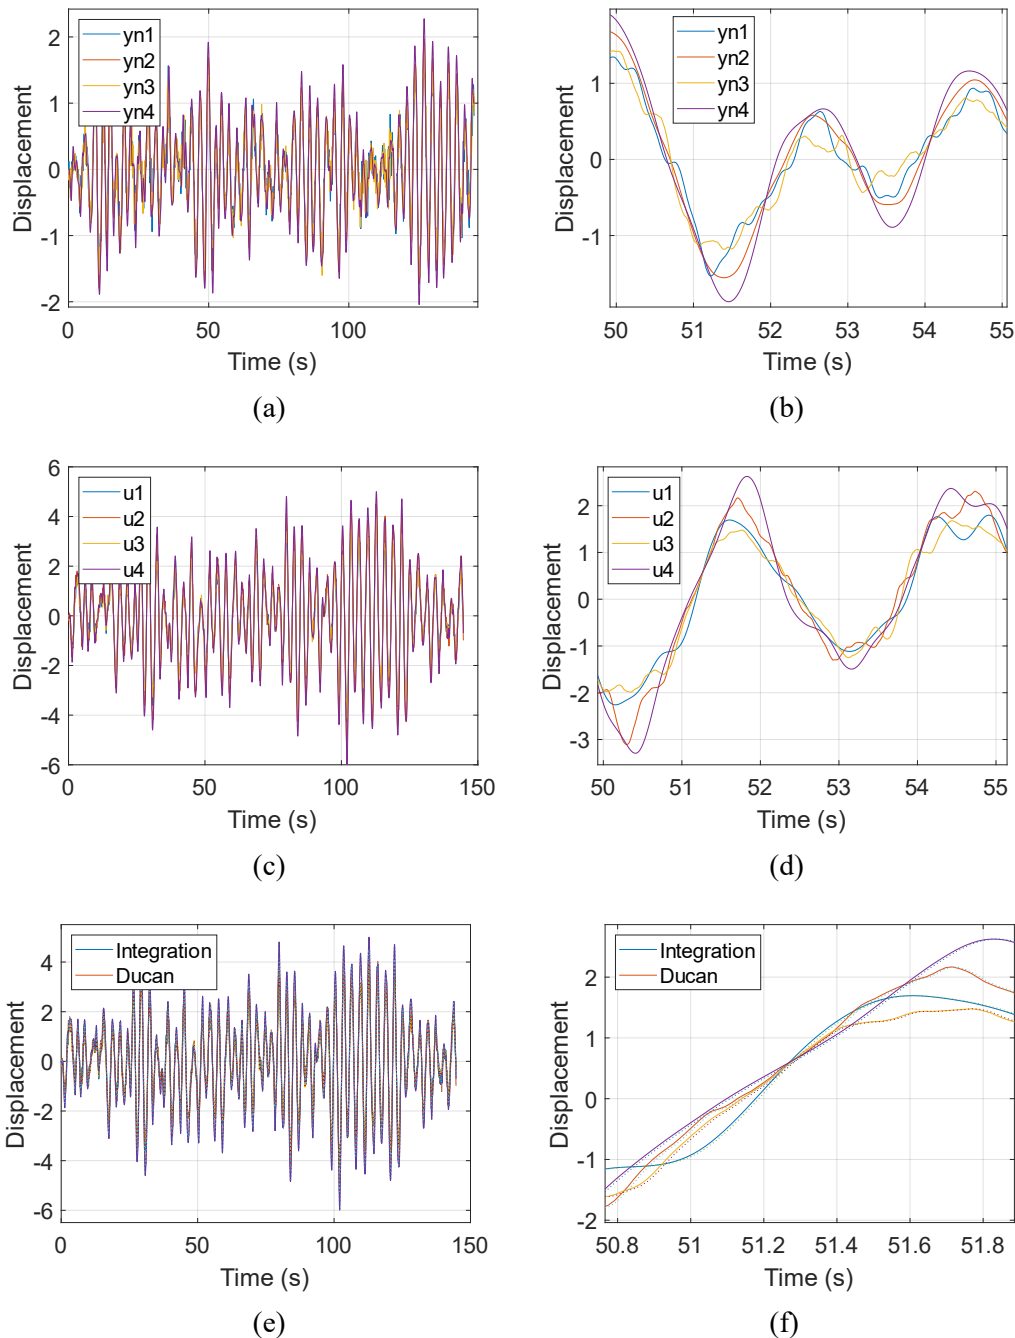 yn1
yn2
yn3
yn4
2
1
0
-1
-2
Displacement
0
50
100
Time (s)
(a)
yn1
yn2
yn3
yn4
1
0
-1
Displacement
50
51
52
53
54
55
Time (s)
(b)
u1
u2
u3
u4
6
4
2
0
-2
-4
-6
Displacement
0
50
100
150
Time (s)
(c)
u1
u2
u3
u4
2
1
0
-1
-2
-3
Displacement
50
51
52
53
54
55
Time (s)
(d)
Integration
Ducan
4
2
0
-2
-4
-6
Displacement
0
50
100
150
Time (s)
(e)
Integration
Ducan
2
1
0
-1
-2
Displacement
50.8
51
51.2
51.4
51.6
51.8
Time (s)
(f)